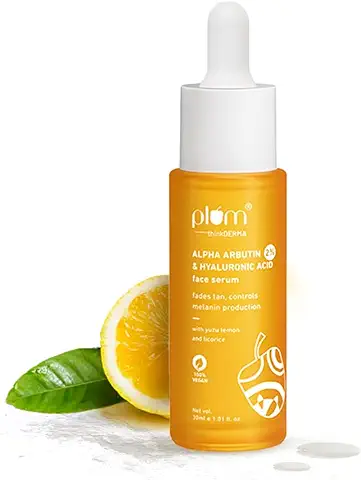 plum®
thinkDERMA
ALPHA ARBUTIN 2%
& HYALURONIC ACID
face serum
fades tan, controls
melanin production
with yuzu lemon
and licorice
100%
VEGAN
Net vol.
30ml e 1.01 fl. oz